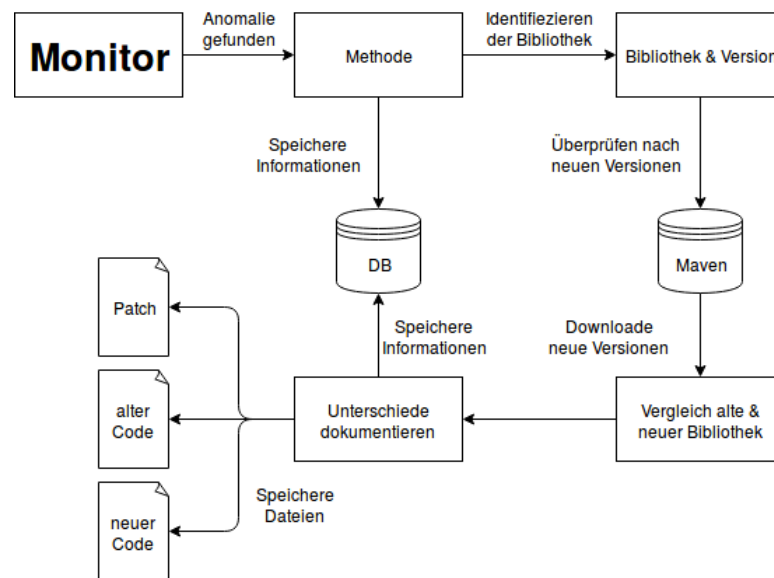 Monitor
Anomalie
gefunden
Methode
Identifiezieren
der Bibliothek
Bibliothek & Version
Speichere
Informationen
Überprüfen nach
neuen Versionen
DB
Maven
Patch
Speichere
Informationen
Downloade
neue Versionen
alter
Code
Unterschiede
dokumentieren
Vergleich alte &
neuer Bibliothek
Speichere
Dateien
neuer
Code